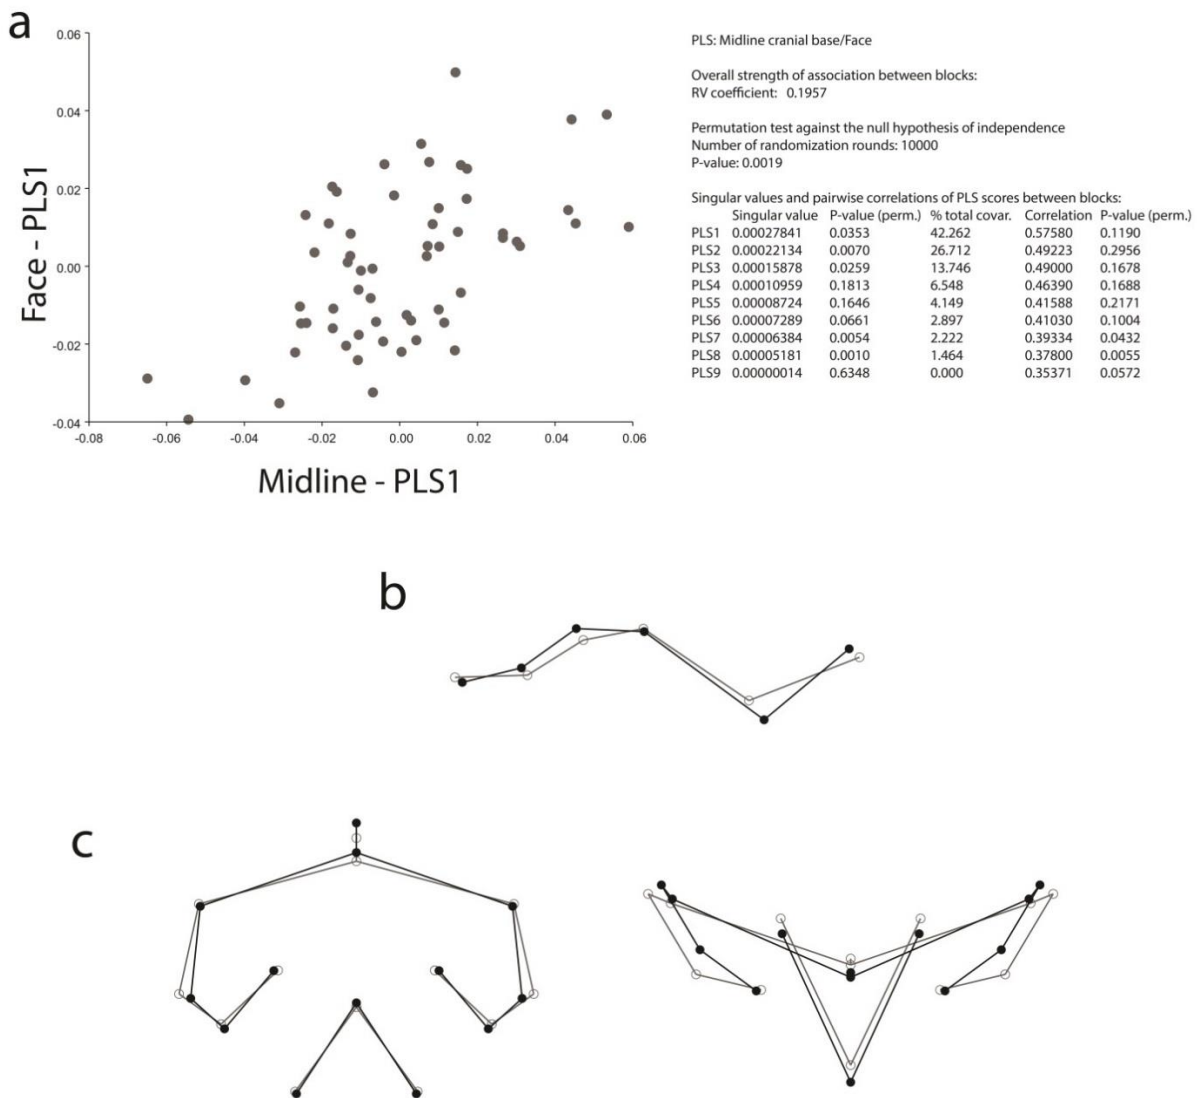 a
0.06
0.04
0.02
0.00
-0.02
-0.04
Face - PLS1
-0.08 -0.06 -0.04 -0.02 0.00 0.02 0.04 0.06
Midline - PLS1
PLS: Midline cranial base/Face
Overall strength of association between blocks:
RV coefficient: 0.1957
Permutation test against the null hypothesis of independence
Number of randomization rounds: 10000
P-value: 0.0019
Singular values and pairwise correlations of PLS scores between blocks:
Singular value P-value (perm.) % total covar. Correlation P-value (perm.)
PLS1 0.00027841 0.0353 42.262 0.57580 0.1190
PLS2 0.00022134 0.0070 26.712 0.49223 0.2956
PLS3 0.00015878 0.0259 13.746 0.49000 0.1678
PLS4 0.00010959 0.1813 6.548 0.46390 0.1688
PLS5 0.00008724 0.1646 4.149 0.41588 0.2171
PLS6 0.00007289 0.0661 2.897 0.41030 0.1004
PLS7 0.00006384 0.0054 2.222 0.39334 0.0432
PLS8 0.00005181 0.0010 1.464 0.37800 0.0055
PLS9 0.00000014 0.6348 0.000 0.35371 0.0572
b
c